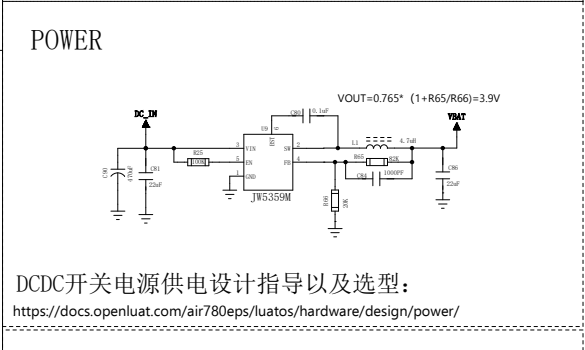 POWER
VOUT=0.765* (1+R65/R66)=3.9V
DC_IN
VBAT
C80
0.1uF
U9
BST
6
L1
4.7uH
R25
100K
3
VIN
SW
2
5
EN
FB
4
1
GND
JW5359M
R65
82K
C84
1000PF
C90
470uF
C81
22uF
R66
20K
C86
22uF
DCDC开关电源供电设计指导以及选型:
https://docs.openluat.com/air780eps/luatos/hardware/design/power/